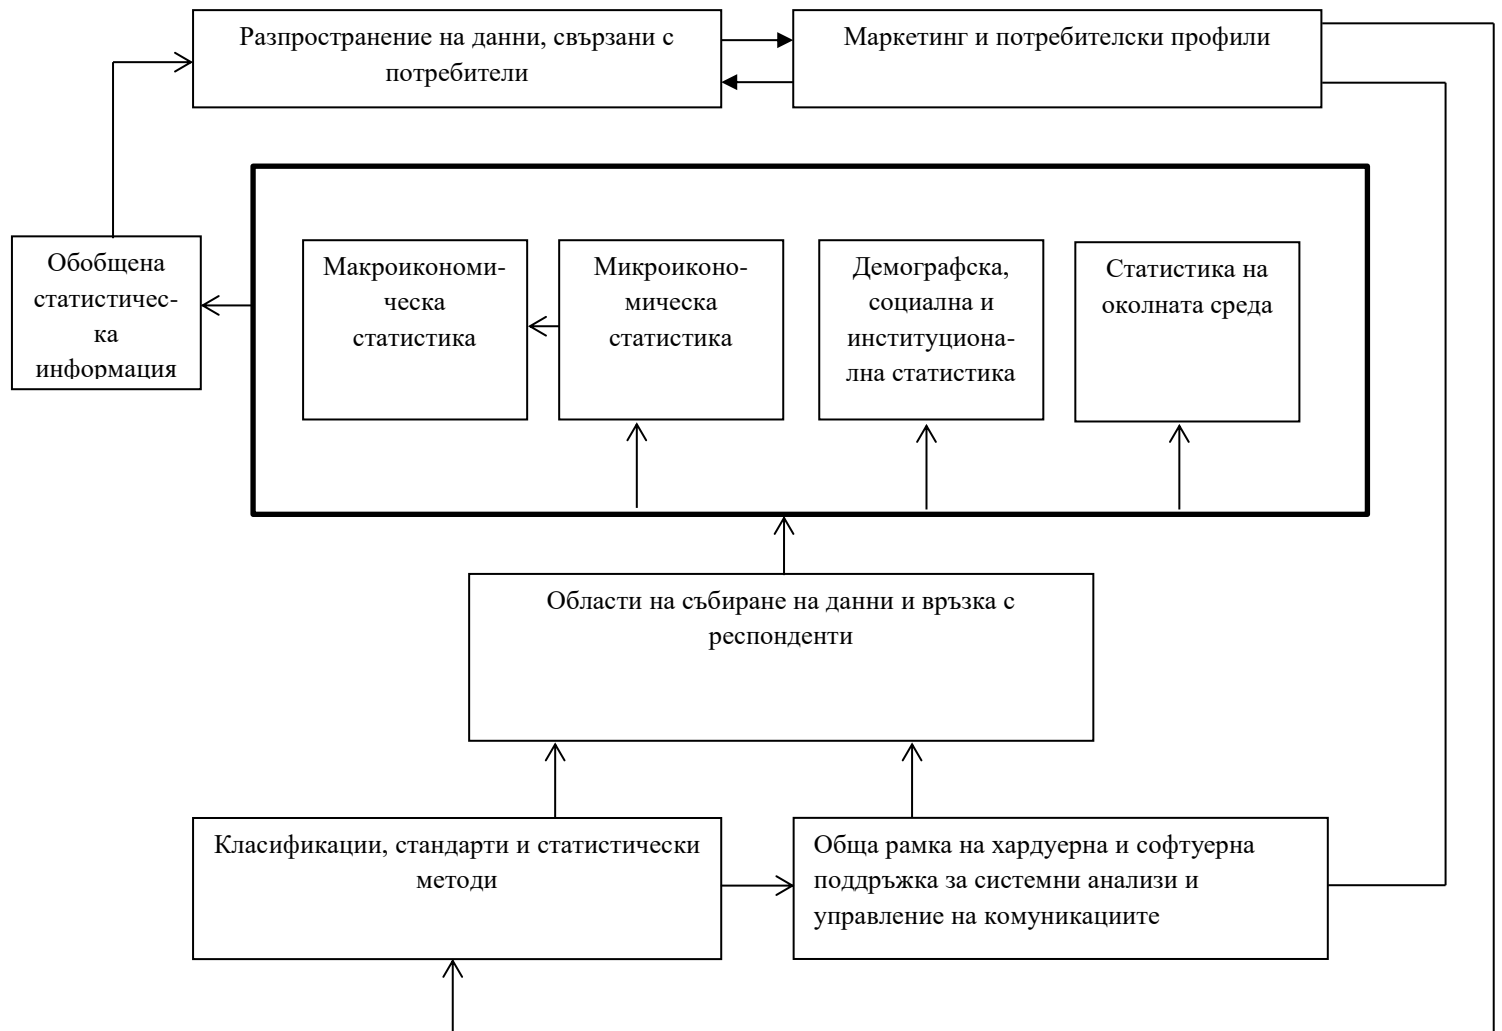 Разпространение на данни, свързани с
потребители
Маркетинг и потребителски профили
Обобщена
статистичес-
ка
информация
Макроикономи-
ческа
статистика
Микроиконо-
мическа
статистика
Демографска,
социална и
институциона-
лна статистика
Статистика на
околната среда
Области на събиране на данни и връзка с
респонденти
Класификации, стандарти и статистически
методи
Обща рамка на хардуерна и софтуерна
поддръжка за системни анализи и
управление на комуникациите